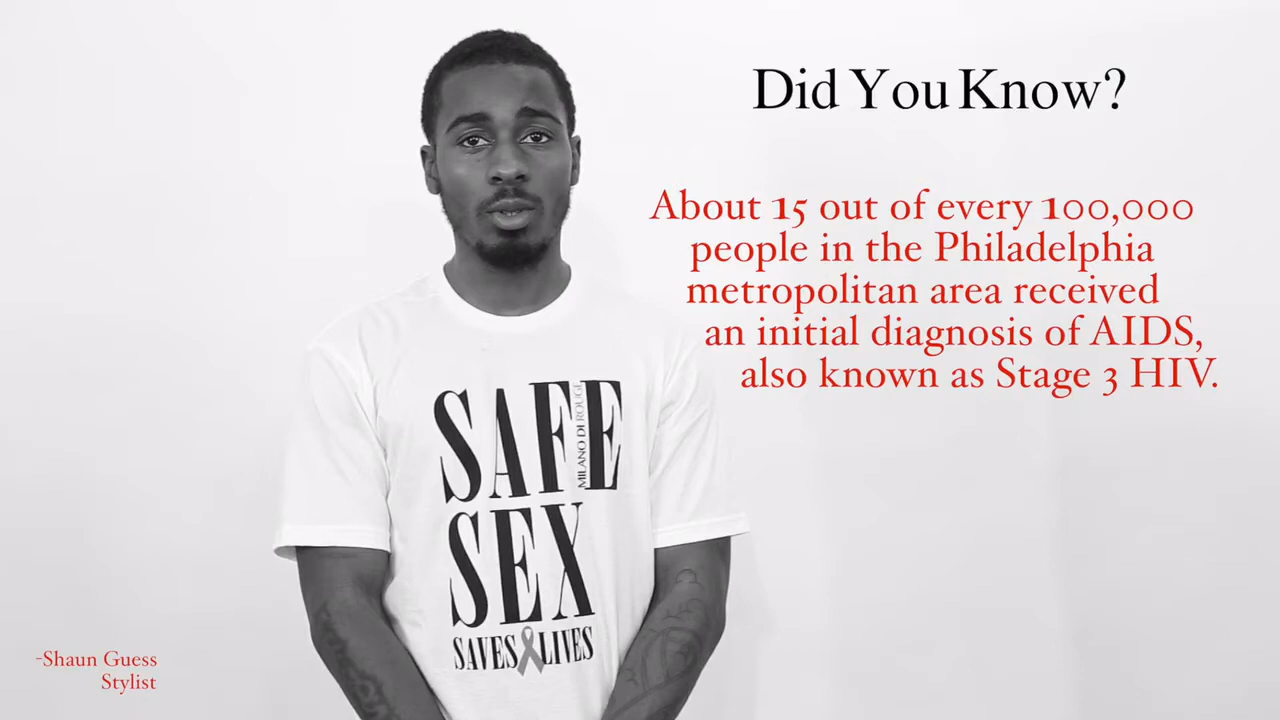 Did You Know?
About 15 out of every 100,000
people in the Philadelphia
metropolitan area received
an initial diagnosis of AIDS,
also known as Stage 3 HIV.
SAFE
MILANO DI ROUGE
SEX
SAVES LIVES
-Shaun Guess
Stylist